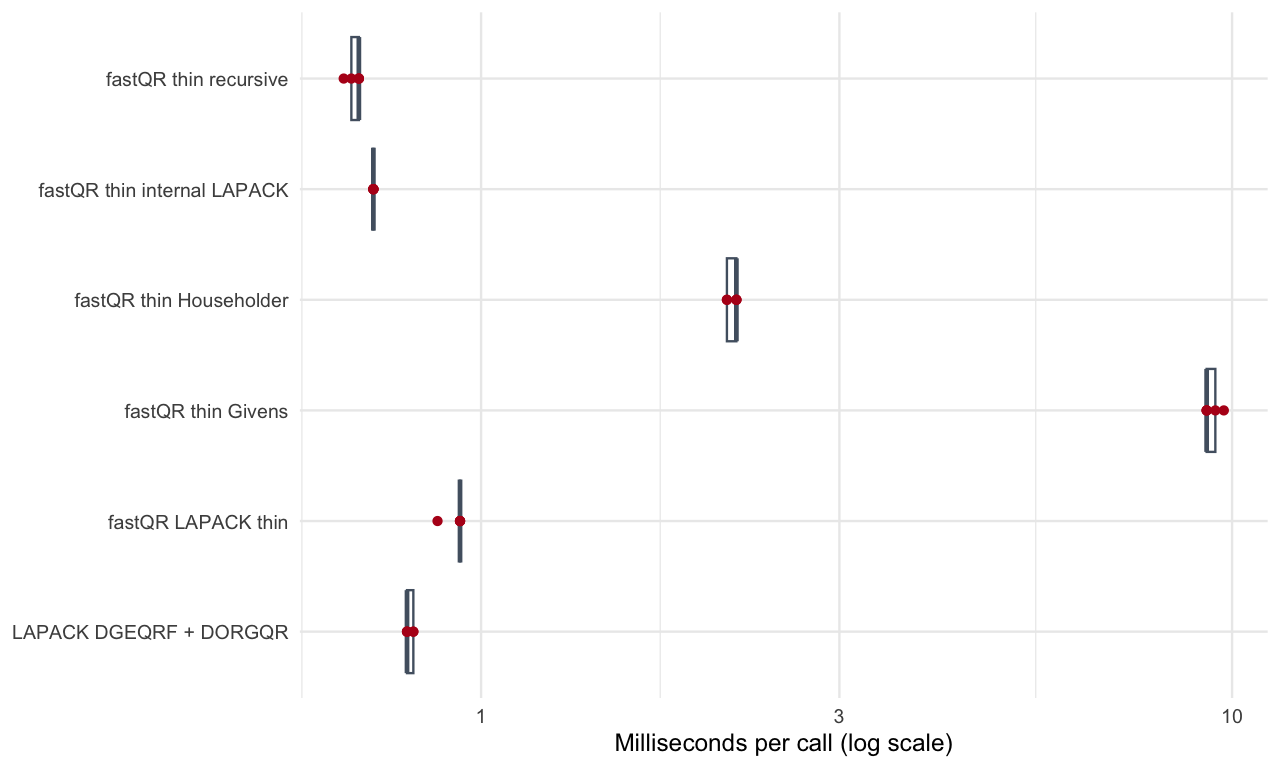 fastQR thin recursive
fastQR thin internal LAPACK
fastQR thin Householder
fastQR thin Givens
fastQR LAPACK thin
LAPACK DGEQRF + DORGQR
1 3 10
Milliseconds per call (log scale)